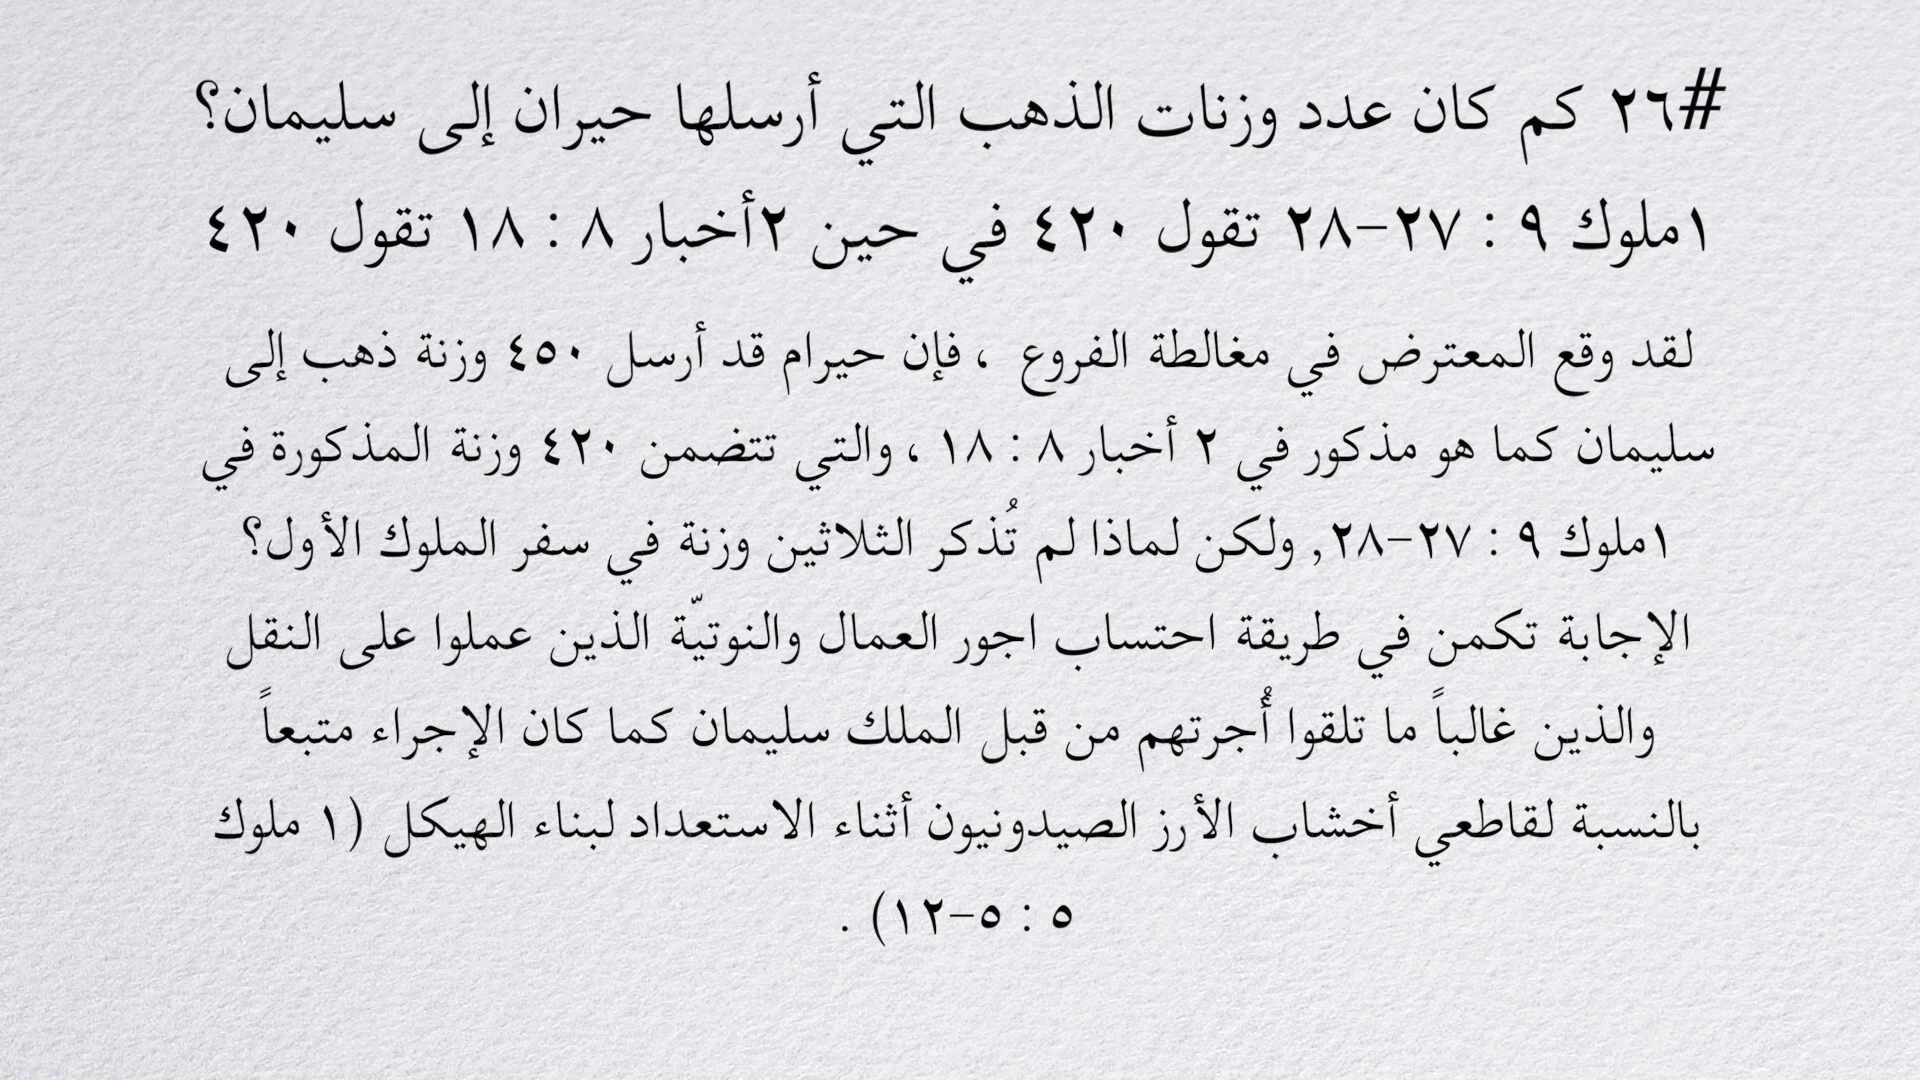 #٢٦ كم كان عدد وزنات الذهب التي أرسلها حيران إلى سليمان؟
١ملوك ٩ : ٢٧-٢٨ تقول ٤٢٠ في حين ٢أخبار ٨ : ١٨ تقول ٤٢٠
لقد وقع المعترض في مغالطة الفروع ، فإن حيرام قد أرسل ٤٥٠ وزنة ذهب إلى
سليمان كما هو مذكور في ٢ أخبار ٨ : ١٨ ، والتي تتضمن ٤٢٠ وزنة المذكورة في
١ملوك ٩ : ٢٧-٢٨, ولكن لماذا لم تُذكر الثلاثين وزنة في سفر الملوك الأول؟
الإجابة تكمن في طريقة احتساب اجور العمال والنوتيّة الذين عملوا على النقل
والذين غالباً ما تلقوا أُجرتهم من قبل الملك سليمان كما كان الإجراء متبعاً
بالنسبة لقاطعي أخشاب الأرز الصيدونيون أثناء الاستعداد لبناء الهيكل (١ ملوك
٥ : ٥-١٢) .